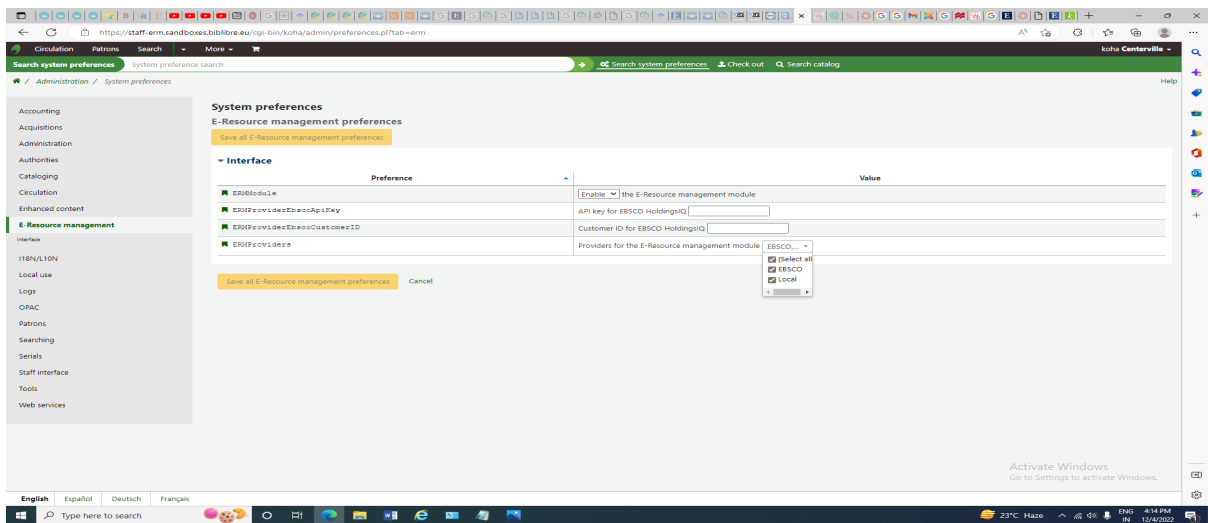 https://staff-erm.sandboxes.biblibre.eu/cgi-bin/koha/admin/preferences.pl?tab=erm
Circulation Patrons Search More koha Centerville
Search system preferences System preference search Search system preferences Check out Search catalog
/ Administration / System preferences Help
Accounting
Acquisitions
Administration
Authorities
Cataloging
Circulation
Enhanced content
E-Resource management
Interface
I18N/L10N
Local use
Logs
OPAC
Patrons
Searching
Serials
Staff interface
Tools
Web services
System preferences
E-Resource management preferences
Save all E-Resource management preferences
Interface
Preference Value
ERMModule Enable the E-Resource management module
ERMProviderEbscoApiKey API key for EBSCO HoldingsIQ
ERMProviderEbscoCustomerID Customer ID for EBSCO HoldingsIQ
ERMProviders Providers for the E-Resource management module EBSCO,...
[Select all
EBSCO
Local
Save all E-Resource management preferences Cancel
Activate Windows
Go to Settings to activate Windows.
English Español Deutsch Français
Type here to search 23°C Haze ENG 4:14 PM
IN 12/4/2022